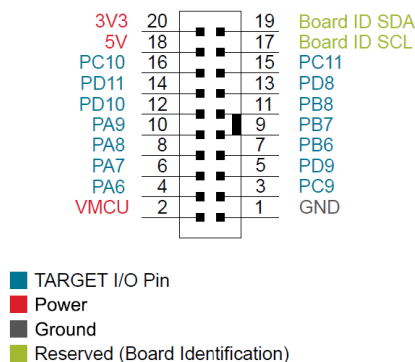 3V3 20 19 Board ID SDA
5V 18 17 Board ID SCL
PC10 16 15 PC11
PD11 14 13 PD8
PD10 12 11 PB8
PA9 10 9 PB7
PA8 8 7 PB6
PA7 6 5 PD9
PA6 4 3 PC9
VMCU 2 1 GND
TARGET I/O Pin
Power
Ground
Reserved (Board Identification)